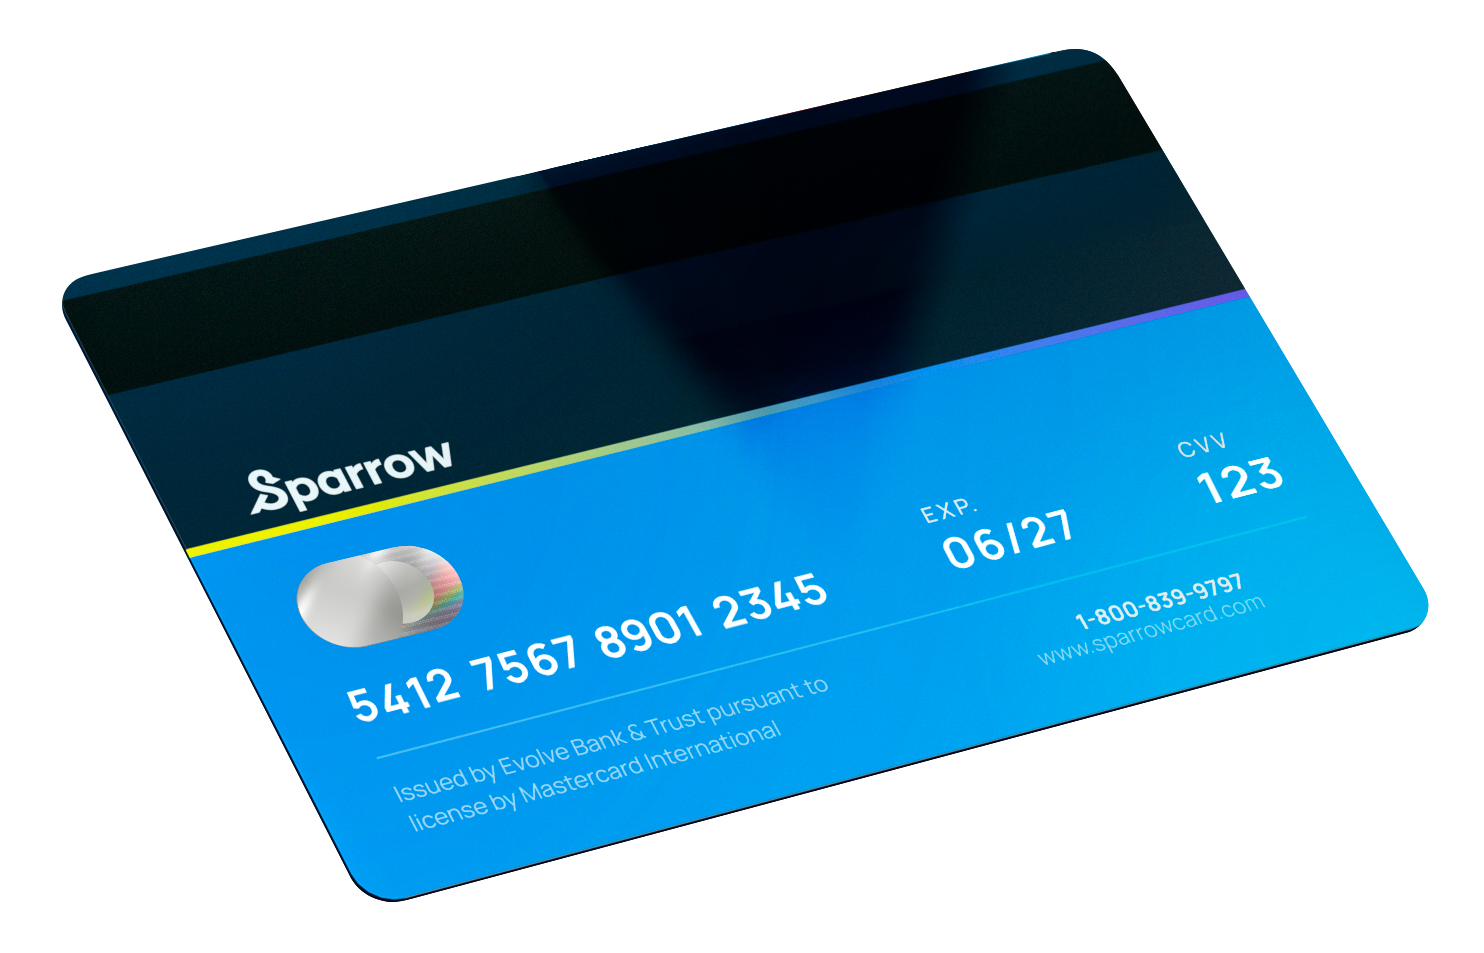 Sparrow
CVV
123
EXP.
06/27
5412 7567 8901 2345
1-800-839-9797
www.sparrowcard.com
Issued by Evolve Bank & Trust pursuant to
license by Mastercard International